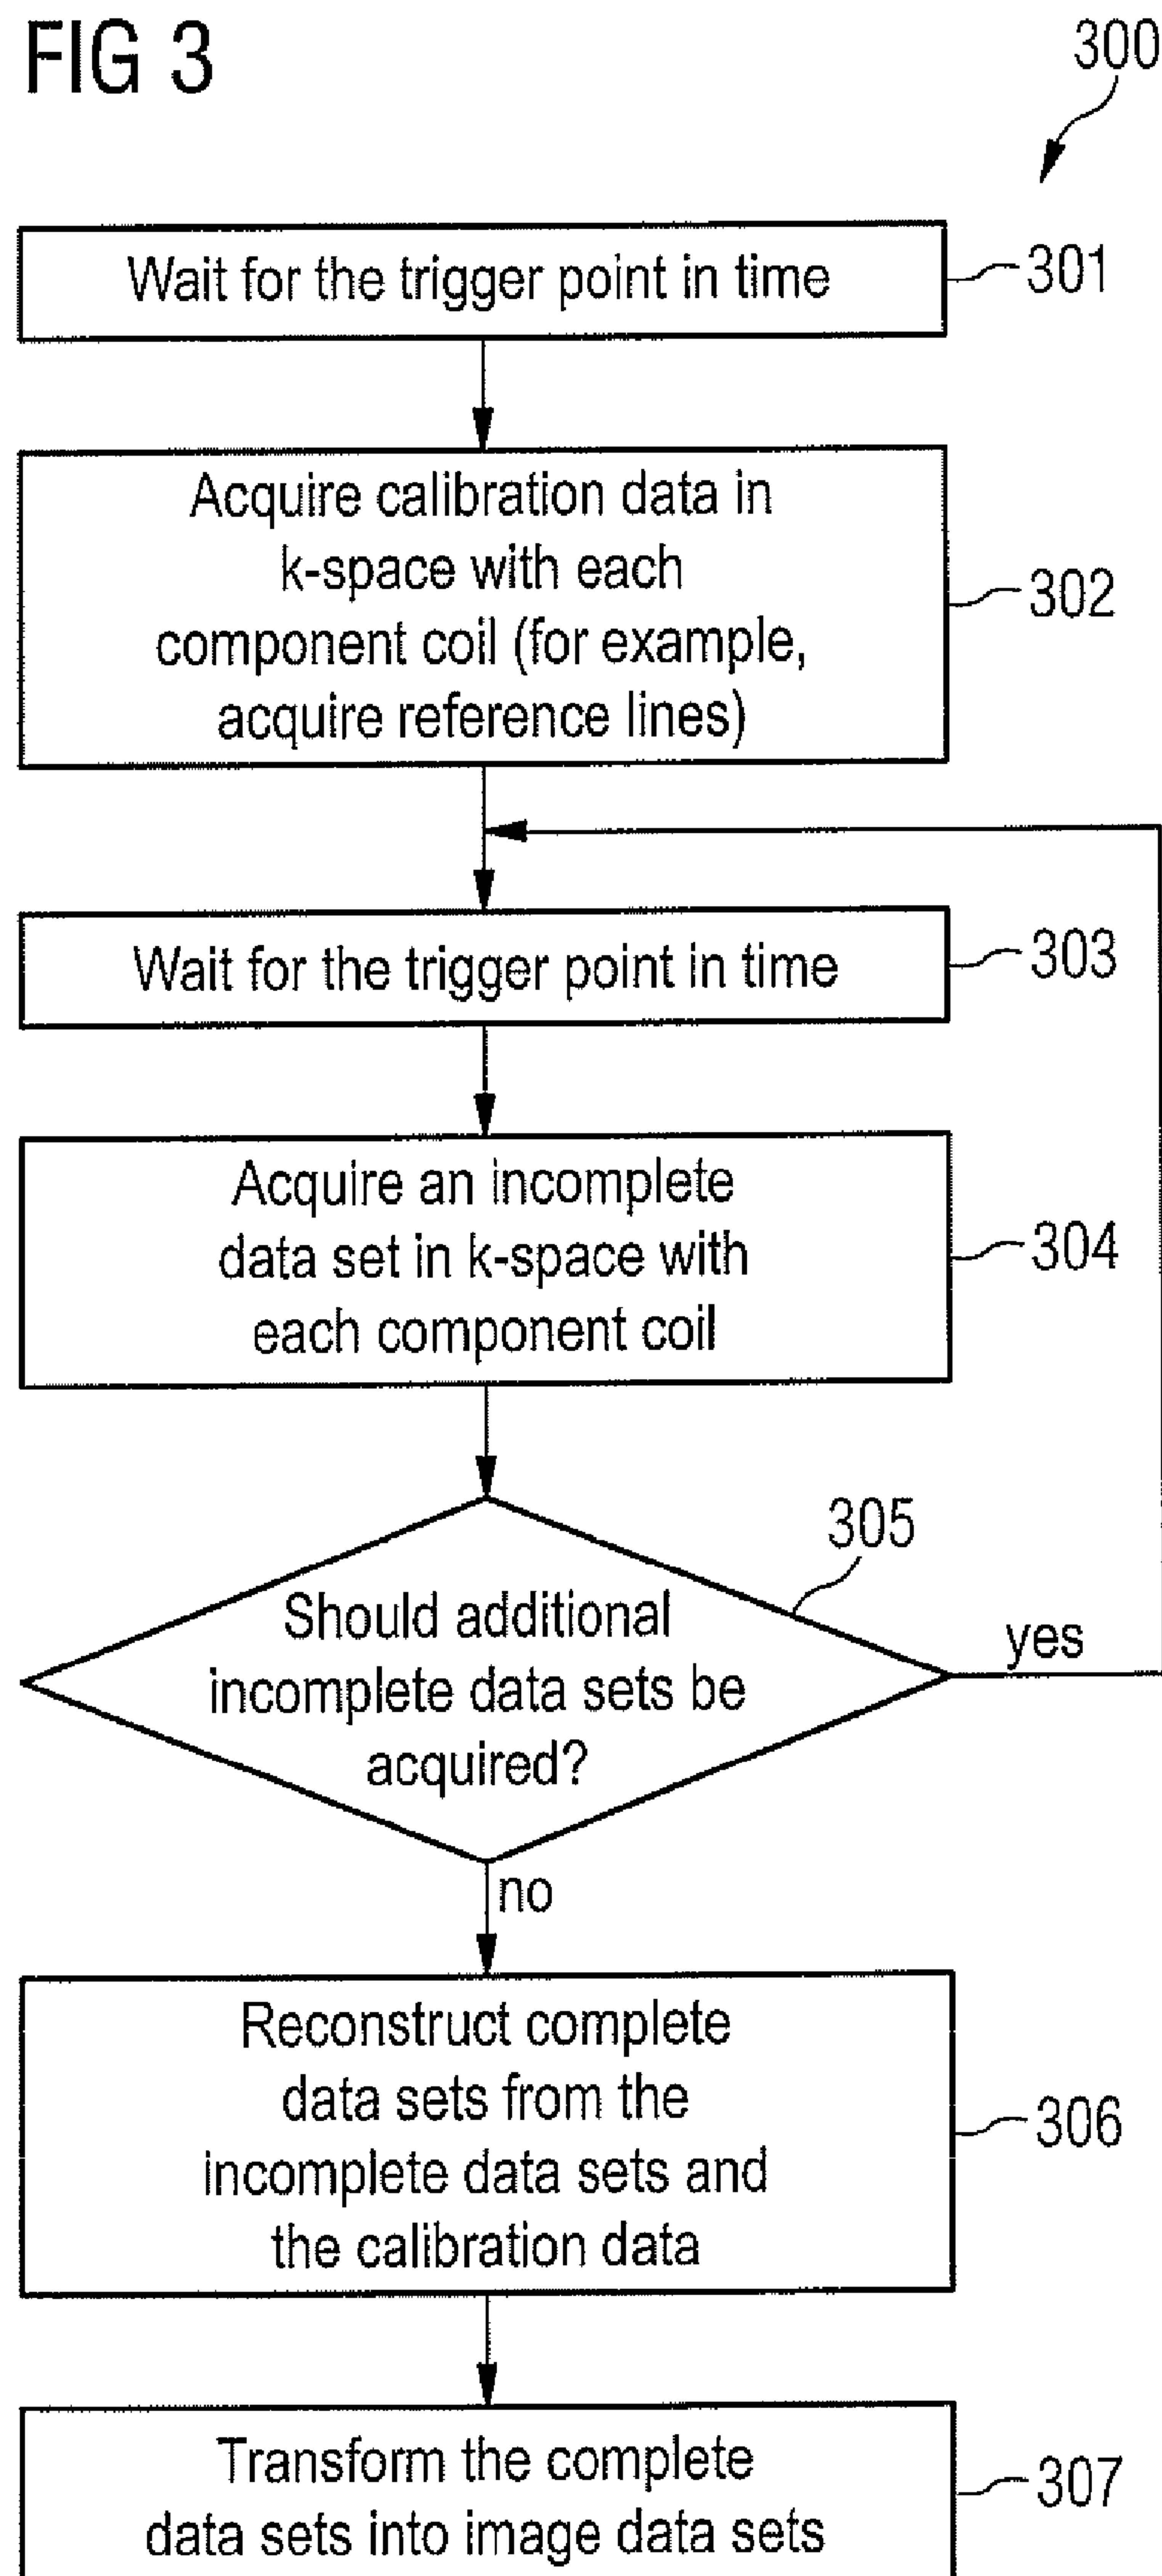 FIG 3
300
Wait for the trigger point in time
301
Acquire calibration data in
k-space with each
component coil (for example,
acquire reference lines)
302
Wait for the trigger point in time
303
Acquire an incomplete
data set in k-space with
each component coil
304
305
Should additional
incomplete data sets be
acquired?
yes
no
Reconstruct complete
data sets from the
incomplete data sets and
the calibration data
306
Transform the complete
data sets into image data sets
307